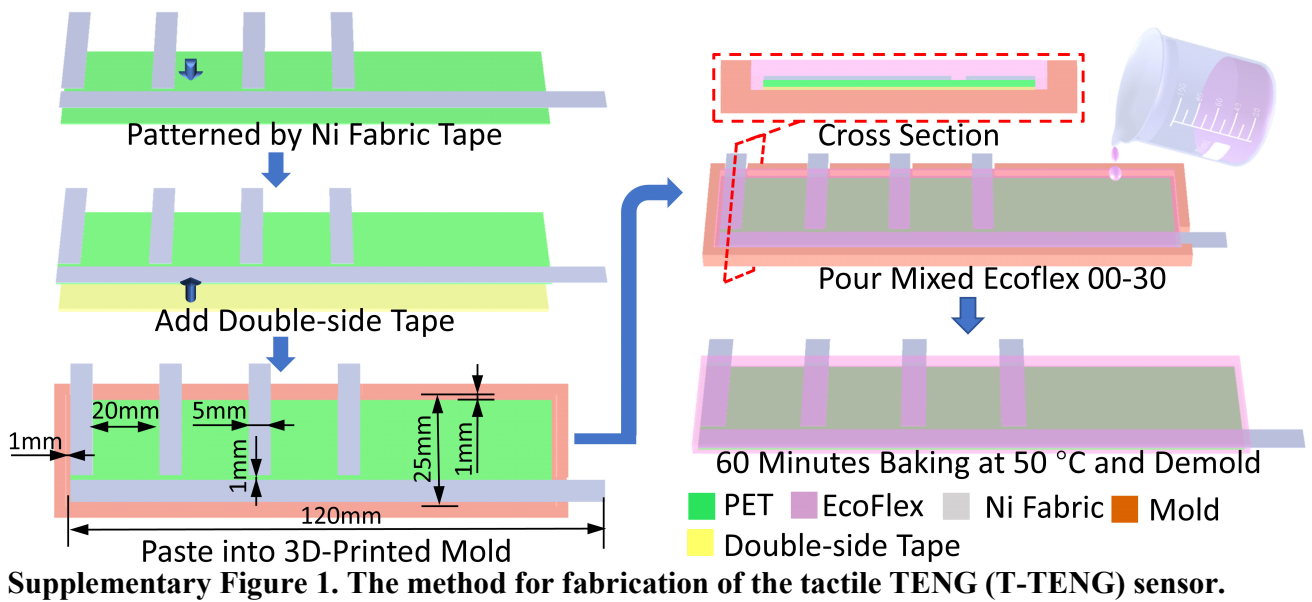 Patterned by Ni Fabric Tape
Add Double-side Tape
20mm
5mm
1mm
1mm
25mm
1mm
120mm
Paste into 3D-Printed Mold
Cross Section
Pour Mixed Ecoflex 00-30
60 Minutes Baking at 50 °C and Demold
PET EcoFlex Ni Fabric Mold
Double-side Tape
Supplementary Figure 1. The method for fabrication of the tactile TENG (T-TENG) sensor.